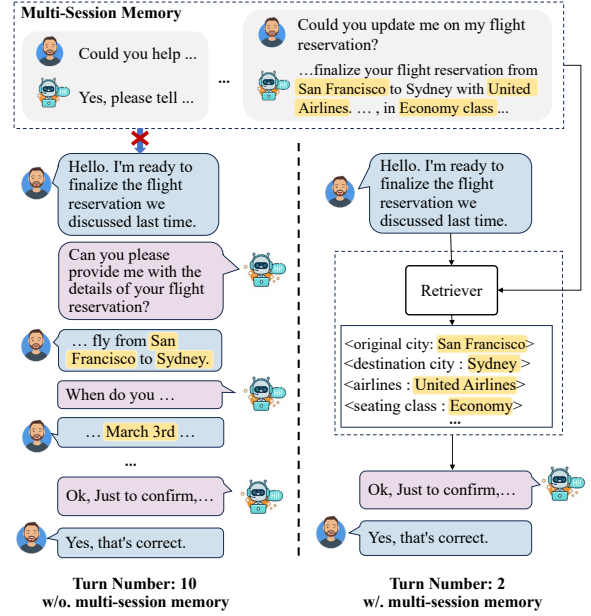 Multi-Session Memory
Could you help ...
Yes, please tell ...
...
Could you update me on my flight
reservation?
…finalize your flight reservation from
San Francisco to Sydney with United
Airlines. … , in Economy class ...
Hello. I'm ready to
finalize the flight
reservation we
discussed last time.
Can you please
provide me with the
details of your flight
reservation?
… fly from San
Francisco to Sydney.
When do you …
… March 3rd …
...
Ok, Just to confirm,…
Yes, that's correct.
Turn Number: 10
w/o. multi-session memory
Hello. I'm ready to
finalize the flight
reservation we
discussed last time.
Retriever
<original city: San Francisco>
<destination city : Sydney >
<airlines : United Airlines>
<seating class : Economy>
...
Ok, Just to confirm,…
Yes, that's correct.
Turn Number: 2
w/. multi-session memory